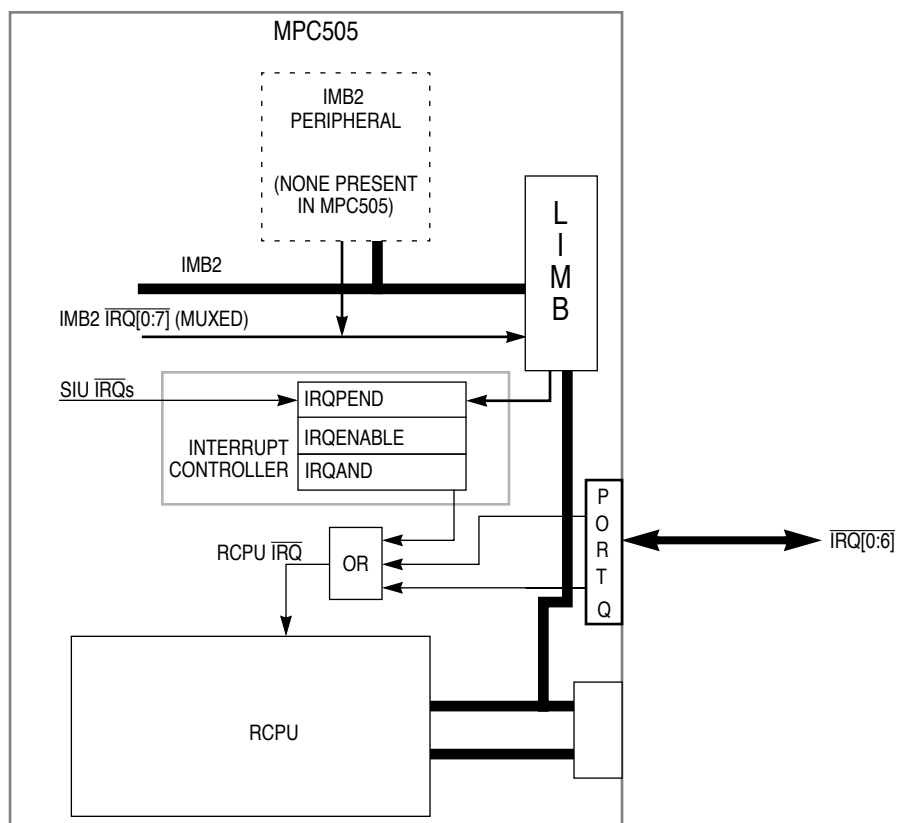 MPC505
IMB2
PERIPHERAL
(NONE PRESENT
IN MPC505)
L
I
M
B
IMB2
IMB2 IRQ[0:7] (MUXED)
SIU IRQs
IRQPEND
IRQENABLE
IRQAND
INTERRUPT
CONTROLLER
P
O
R
T
Q
IRQ[0:6]
RCPU IRQ
OR
RCPU